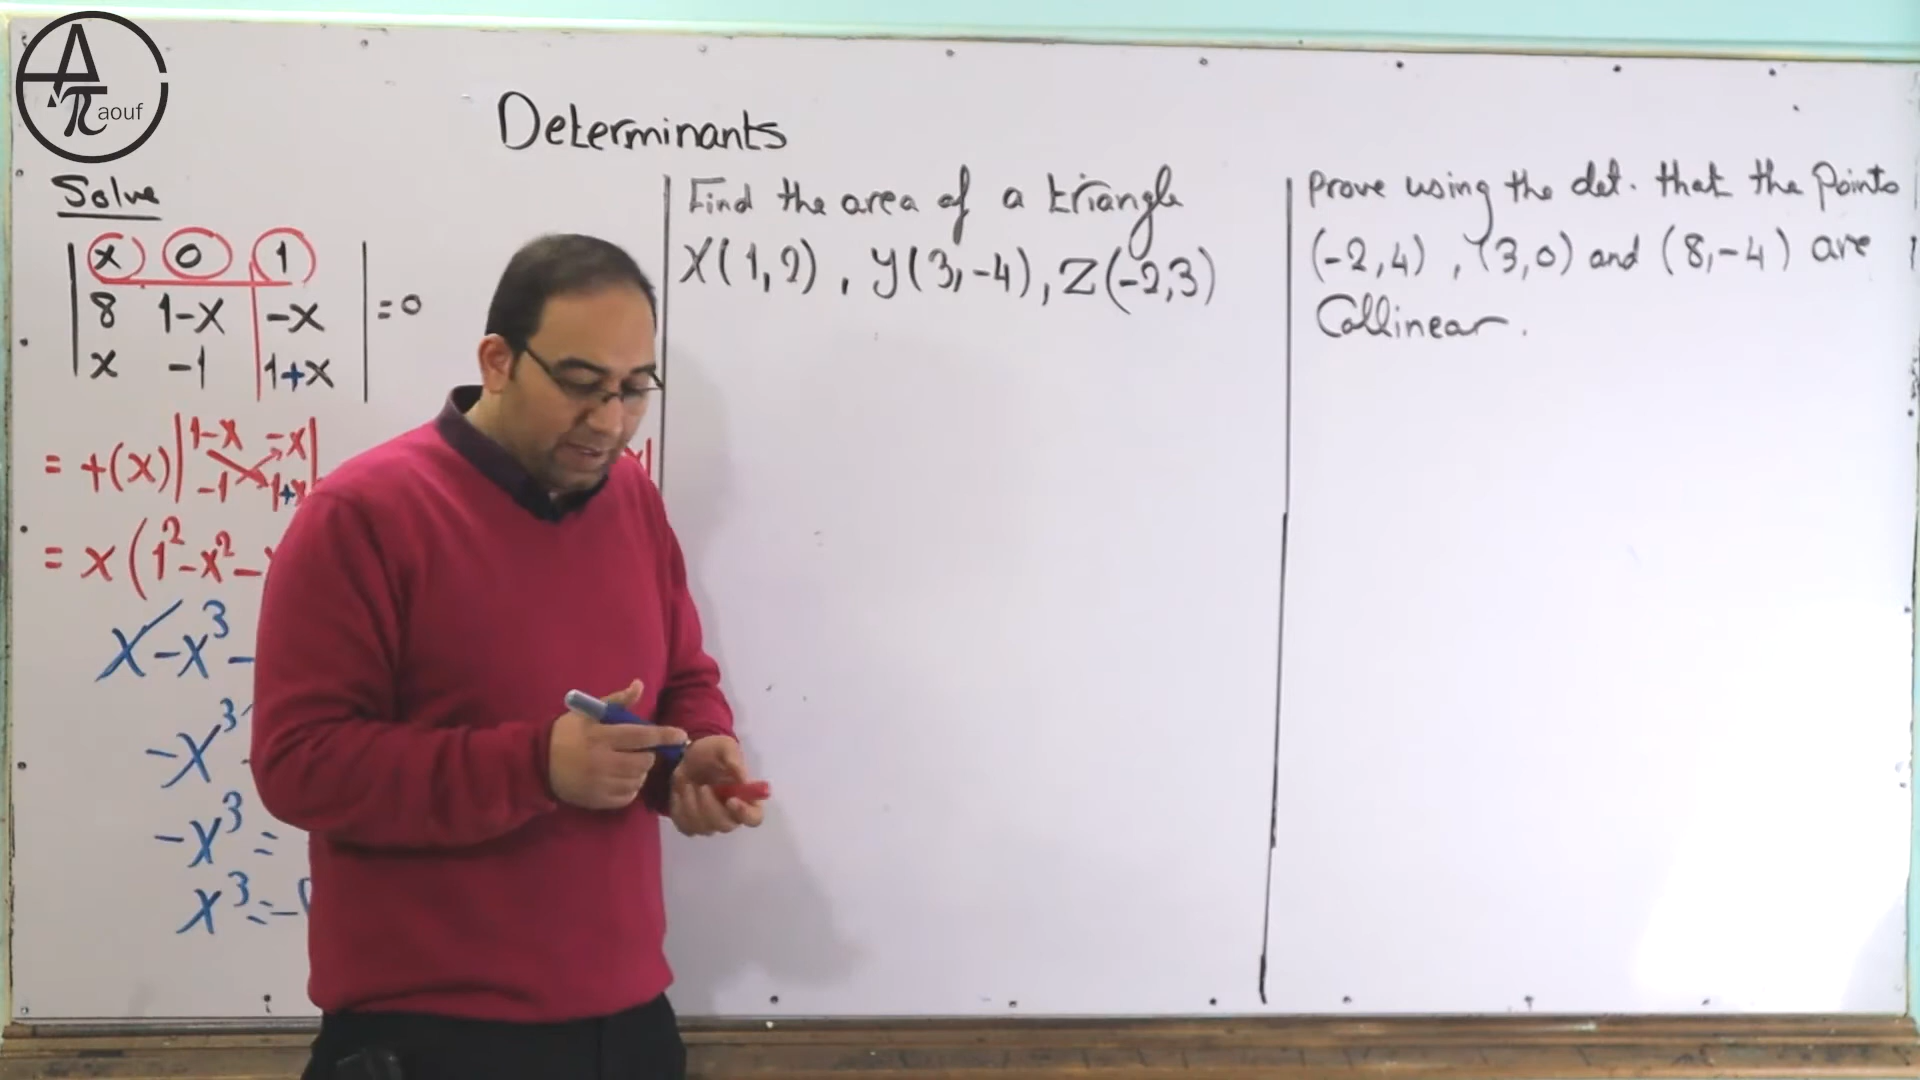 aouf
Determinants
Solve
x 0 1
8 1-x -x = 0
x -1 1+x
= +(x) |1-x -x|
-1 1+x
= x(1²-x²-
x-x³-
-x³
-x³=
x³=-
Find the area of a triangle
X(1,2), Y(3,-4), Z(-2,3)
Prove using the det. that the points
(-2,4), (3,0) and (8,-4) are
Collinear.